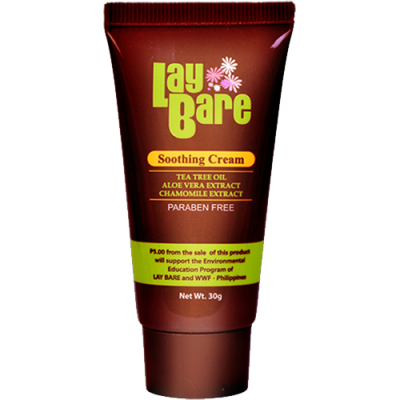 Lay
Bare
Soothing Cream
TEA TREE OIL
ALOE VERA EXTRACT
CHAMOMILE EXTRACT
PARABEN FREE
P5.00 from the sale of this product
will support the Environmental
Education Program of
LAY BARE and WWF - Philippines
Net Wt. 30g